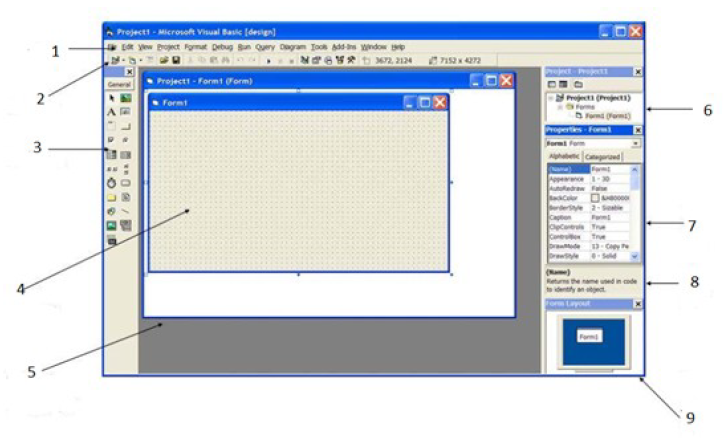 Project1 - Microsoft Visual Basic [design]
File Edit View Project Format Debug Run Query Diagram Tools Add-Ins Window Help
3672, 2124 7152 x 4272
1
2
3
4
5
General
Project1 - Form1 (Form)
Form1
Project - Project1
Project1 (Project1)
Forms
Form1 (Form1)
6
Properties - Form1
Form1 Form
Alphabetic Categorized
(Name) Form1
Appearance 1 - 3D
AutoRedraw False
BackColor &H800000
BorderStyle 2 - Sizable
Caption Form1
ClipControls True
ControlBox True
DrawMode 13 - Copy Pe
DrawStyle 0 - Solid
7
(Name)
Returns the name used in code
to identify an object.
8
Form Layout
Form1
9